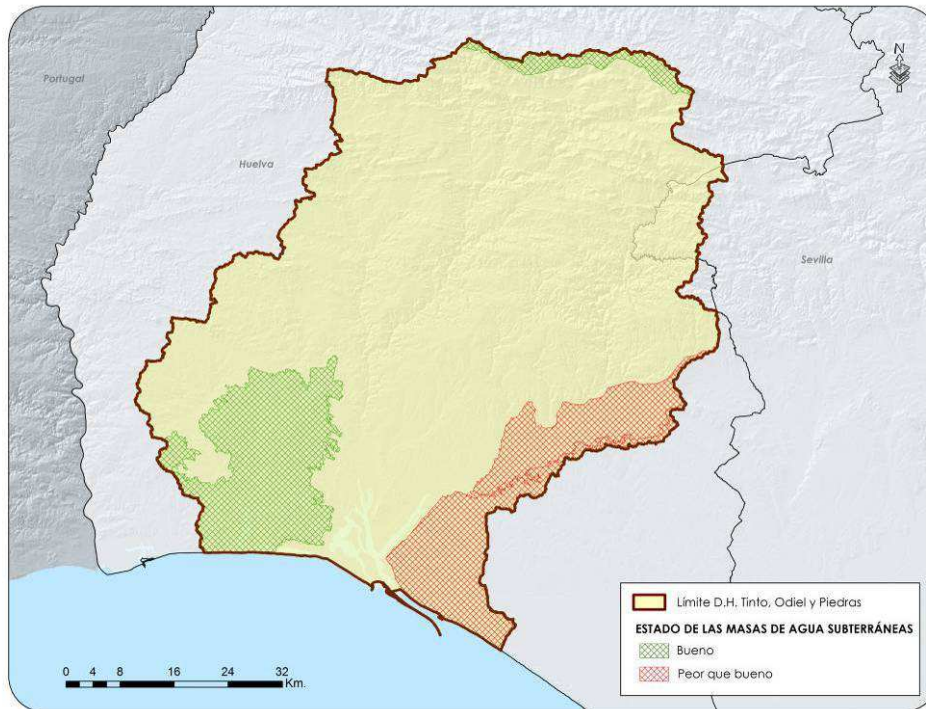 Portugal
N
Huelva
Sevilla
0 4 8 16 24 32
Km.
Límite D.H. Tinto, Odiel y Piedras
ESTADO DE LAS MASAS DE AGUA SUBTERRÁNEAS
Bueno
Peor que bueno